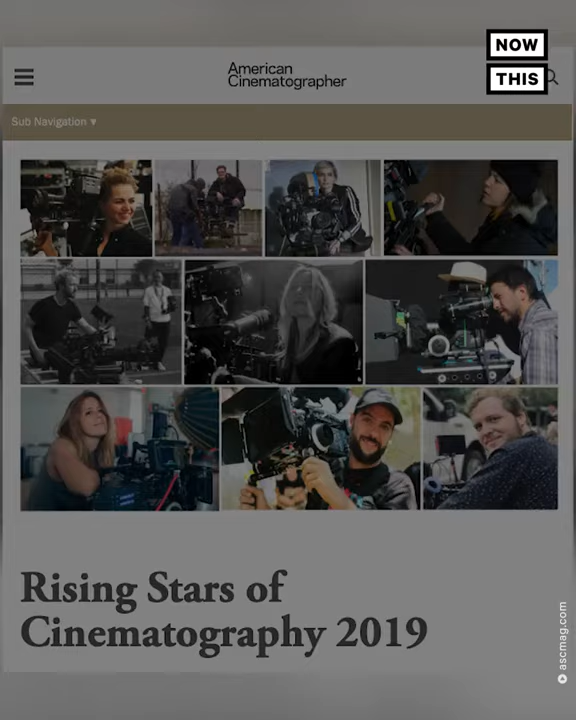 NOW
THIS
American
Cinematographer
Sub Navigation ▼
Rising Stars of
Cinematography 2019
ascmag.com